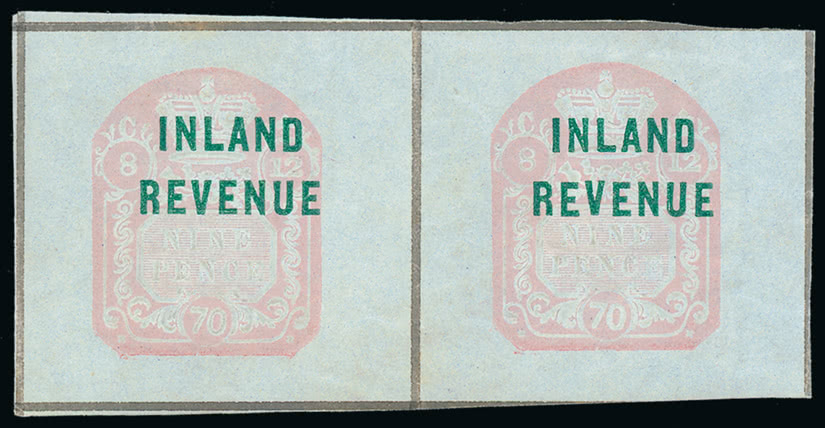 INLAND
REVENUE
8 12
NINE
PENCE
70
INLAND
REVENUE
8 12
NINE
PENCE
70